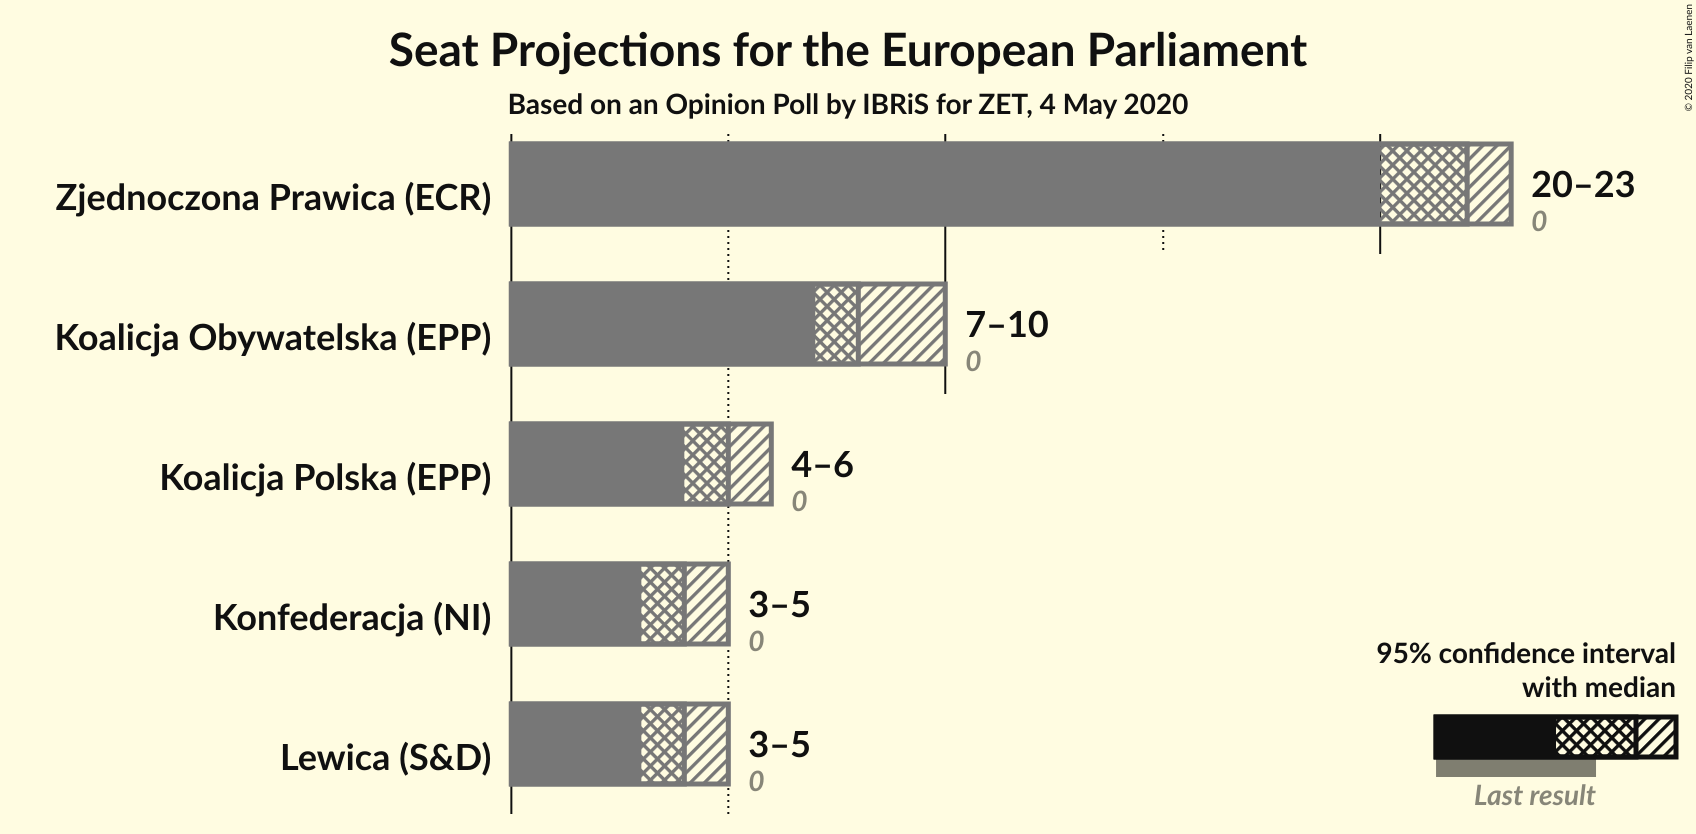 Seat Projections for the European Parliament
Based on an Opinion Poll by IBRiS for ZET, 4 May 2020
© 2020 Filip van Laenen
Zjednoczona Prawica (ECR)
20–23
0
Koalicja Obywatelska (EPP)
7–10
0
Koalicja Polska (EPP)
4–6
0
Konfederacja (NI)
3–5
0
Lewica (S&D)
3–5
0
95% confidence interval
with median
Last result